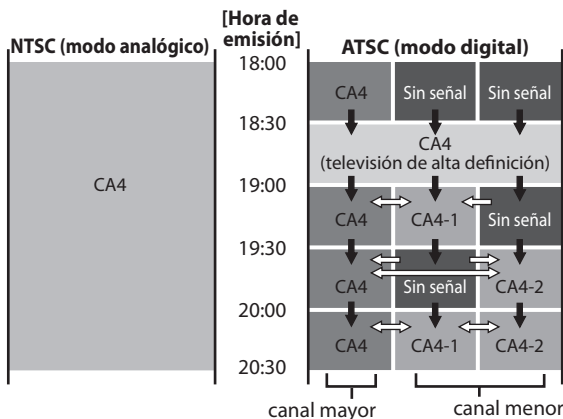 [Hora de
emisión]
NTSC (modo analógico)
ATSC (modo digital)
18:00
CA4
Sin señal
Sin señal
18:30
CA4
(televisión de alta definición)
CA4
19:00
CA4
CA4-1
Sin señal
19:30
CA4
Sin señal
CA4-2
20:00
CA4
CA4-1
CA4-2
20:30
canal mayor
canal menor